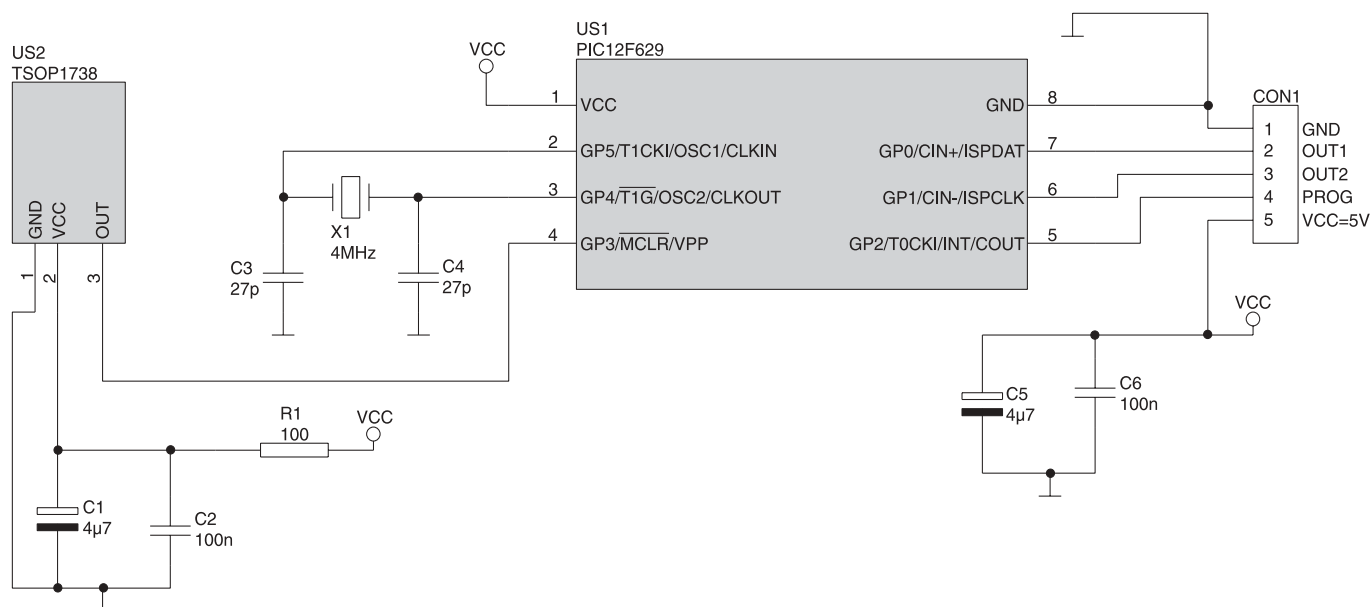 US2
TSOP1738
GND
VCC
OUT
1
2
3
VCC
US1
PIC12F629
1
VCC
2
GP5/T1CKI/OSC1/CLKIN
3
GP4/T1G/OSC2/CLKOUT
4
GP3/MCLR/VPP
GND
8
GP0/CIN+/ISPDAT
7
GP1/CIN-/ISPCLK
6
GP2/T0CKI/INT/COUT
5
X1
4MHz
C3
27p
C4
27p
CON1
1 GND
2 OUT1
3 OUT2
4 PROG
5 VCC=5V
VCC
C5
4µ7
C6
100n
R1
100
VCC
C1
4µ7
C2
100n